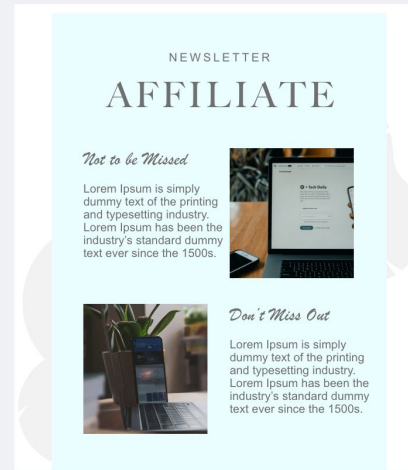 NEWSLETTER
AFFILIATE
Not to be Missed
Lorem Ipsum is simply
dummy text of the printing
and typesetting industry.
Lorem Ipsum has been the
industry's standard dummy
text ever since the 1500s.
Don't Miss Out
Lorem Ipsum is simply
dummy text of the printing
and typesetting industry.
Lorem Ipsum has been the
industry's standard dummy
text ever since the 1500s.